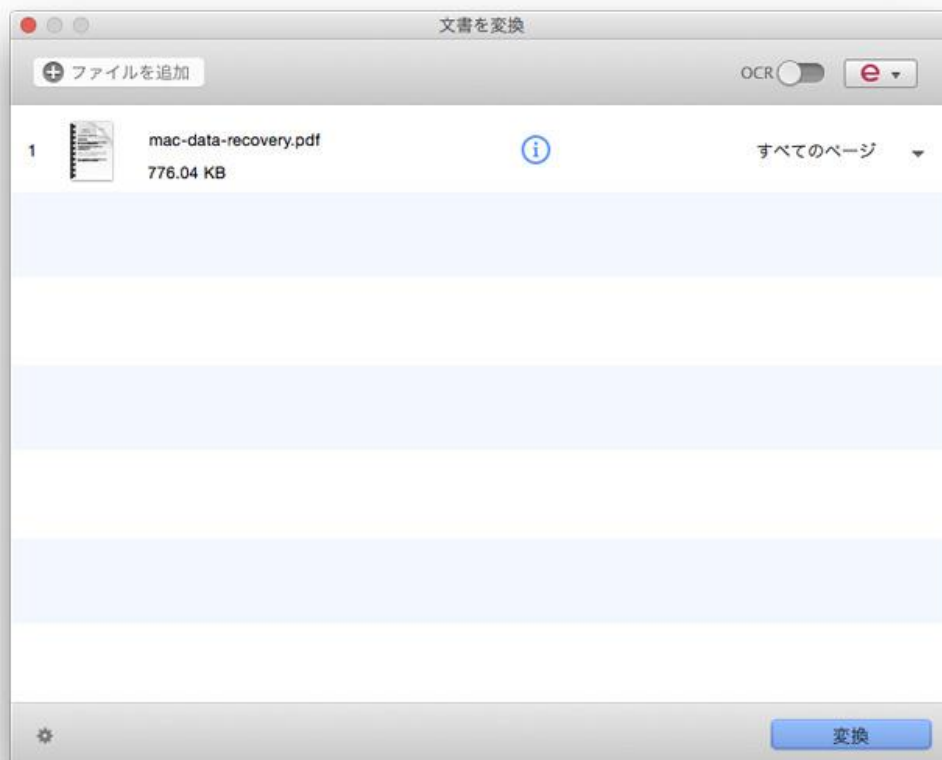 文書を変換
ファイルを追加
OCR
e
1
mac-data-recovery.pdf
776.04 KB
すべてのページ
変換